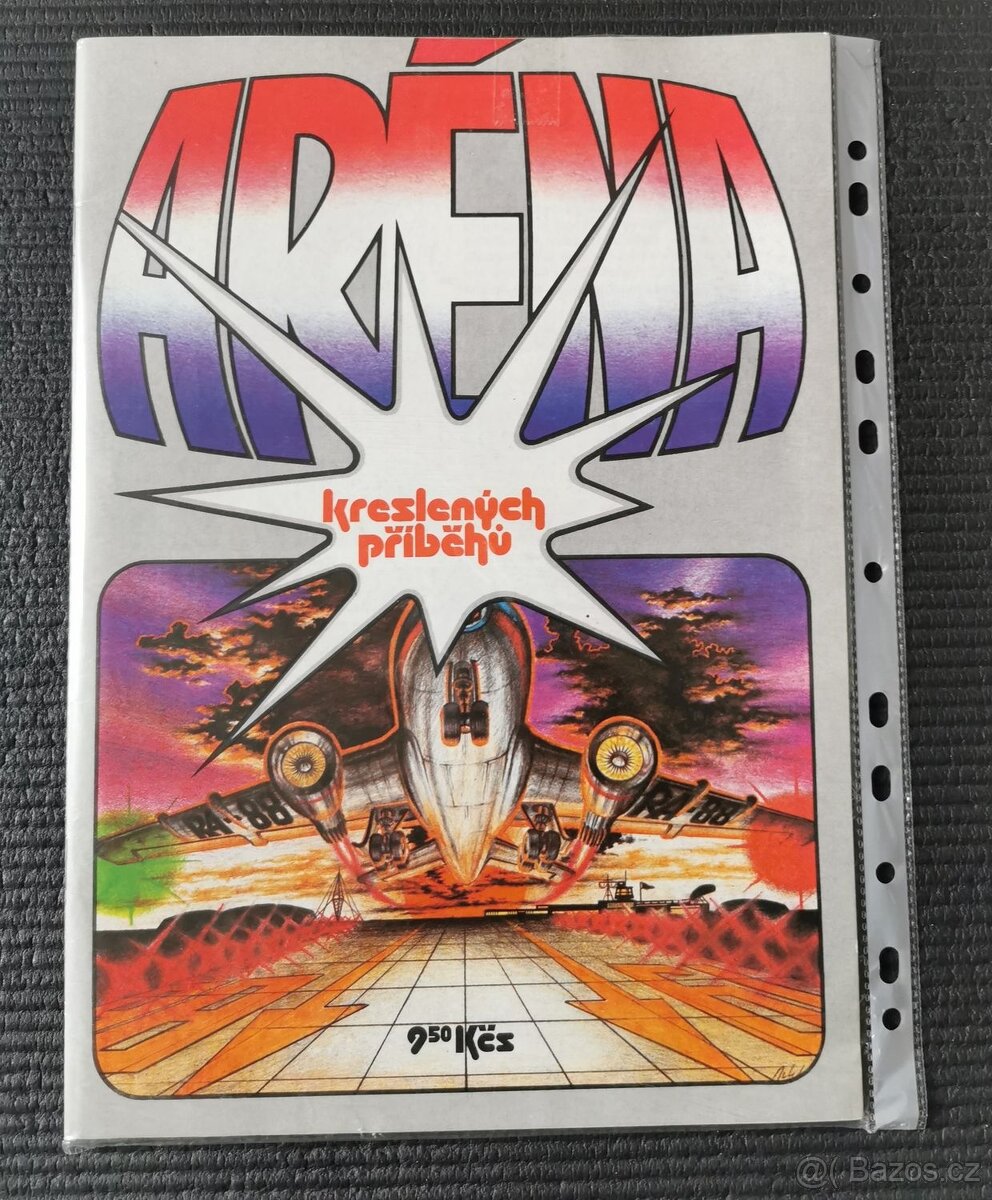 ARÉNA
kreslených
příběhů
RA·88 RA·88
9⁵⁰ Kčs
@( Bazos.cz